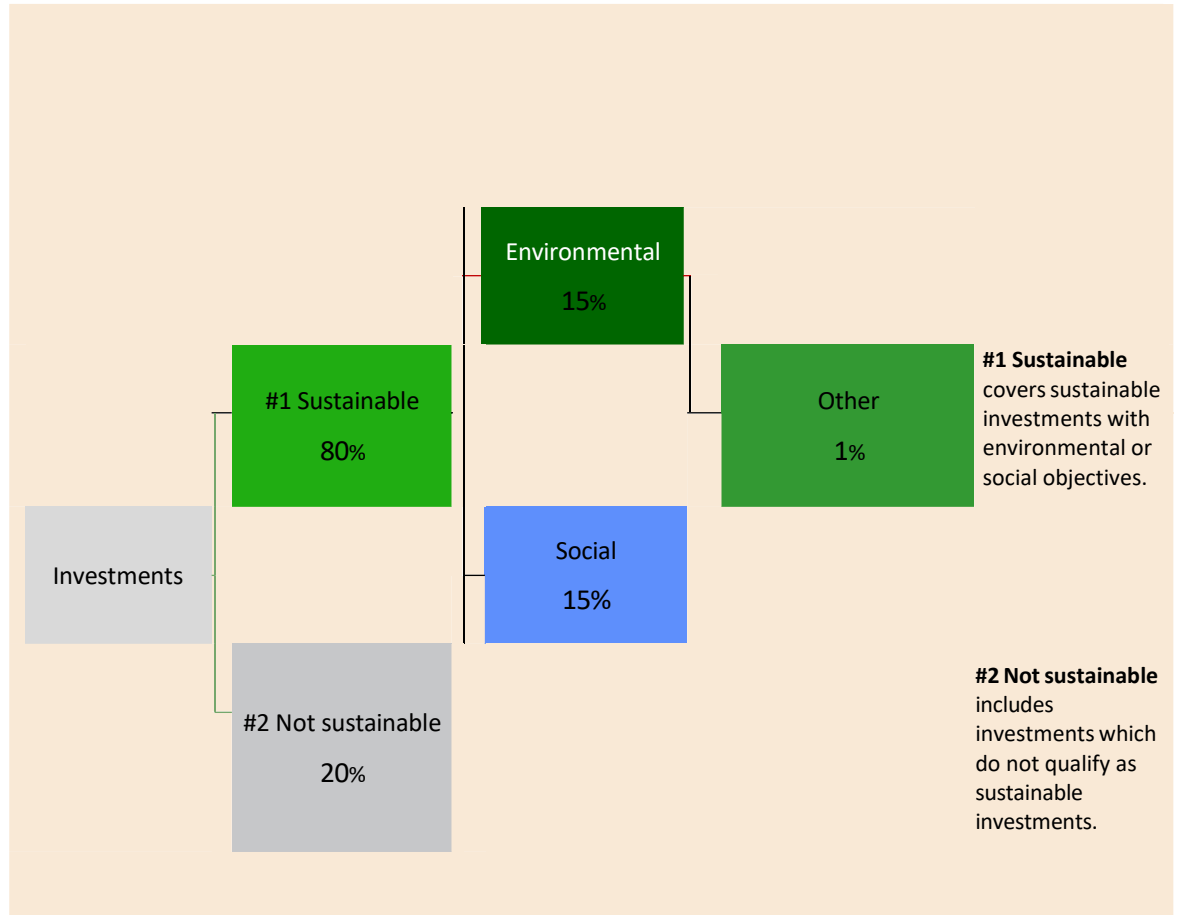 Environmental
15%
#1 Sustainable
80%
Other
1%
#1 Sustainable
covers sustainable
investments with
environmental or
social objectives.
Investments
Social
15%
#2 Not sustainable
20%
#2 Not sustainable
includes
investments which
do not qualify as
sustainable
investments.